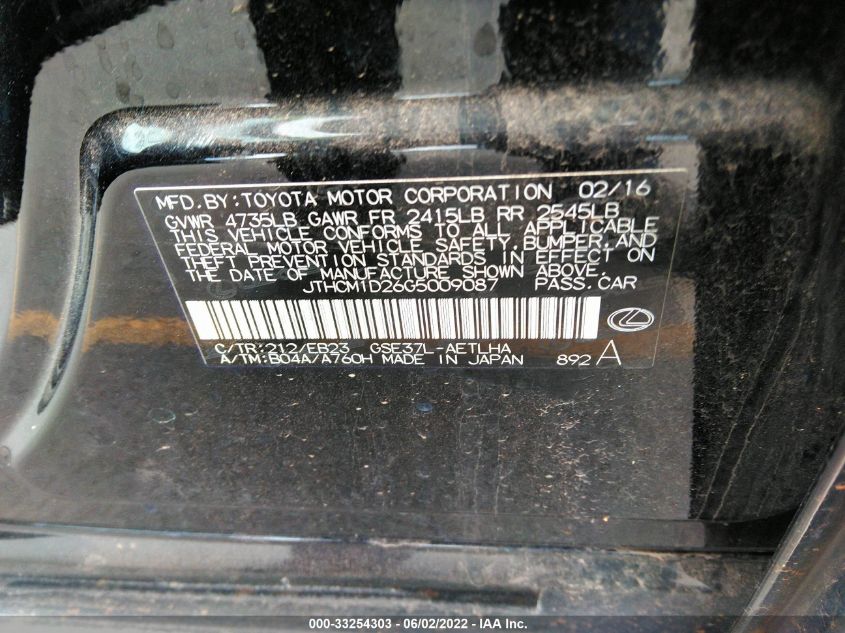 MFD.BY:TOYOTA MOTOR CORPORATION 02/16
GVWR 4735LB GAWR FR 2415LB RR 2545LB
THIS VEHICLE CONFORMS TO ALL APPLICABLE
FEDERAL MOTOR VEHICLE SAFETY,BUMPER,AND
THEFT PREVENTION STANDARDS IN EFFECT ON
THE DATE OF MANUFACTURE SHOWN ABOVE.
JTHCM1D26G5009087 PASS.CAR
C/TR:212/EB23 GSE37L-AETLHA
A/TM:B04A/A760H MADE IN JAPAN 892 A
000-33254303 - 06/02/2022 - IAA Inc.